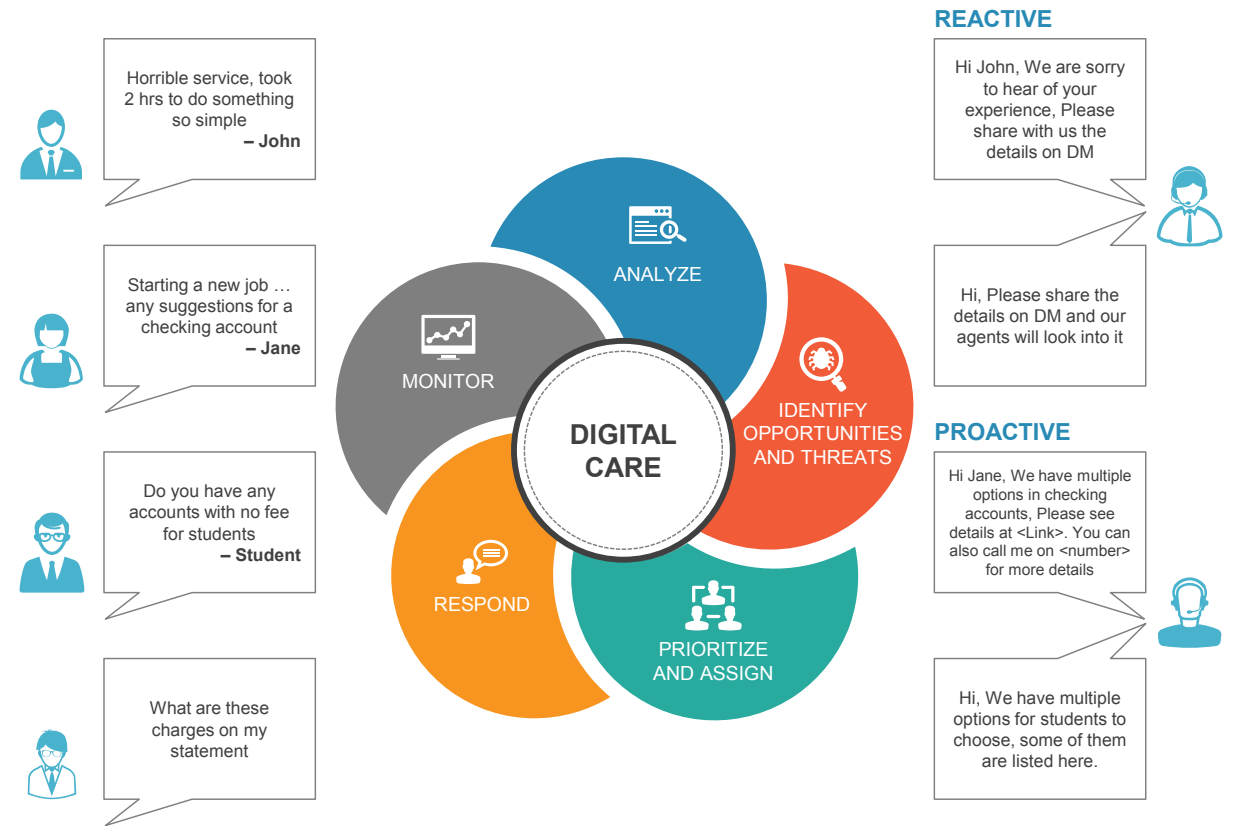 Horrible service, took
2 hrs to do something
so simple
– John
Starting a new job …
any suggestions for a
checking account
– Jane
Do you have any
accounts with no fee
for students
– Student
What are these
charges on my
statement
ANALYZE
MONITOR
IDENTIFY
OPPORTUNITIES
AND THREATS
DIGITAL
CARE
RESPOND
PRIORITIZE
AND ASSIGN
REACTIVE
Hi John, We are sorry
to hear of your
experience, Please
share with us the
details on DM
Hi, Please share the
details on DM and our
agents will look into it
PROACTIVE
Hi Jane, We have multiple
options in checking
accounts, Please see
details at <Link>. You can
also call me on <number>
for more details
Hi, We have multiple
options for students to
choose, some of them
are listed here.